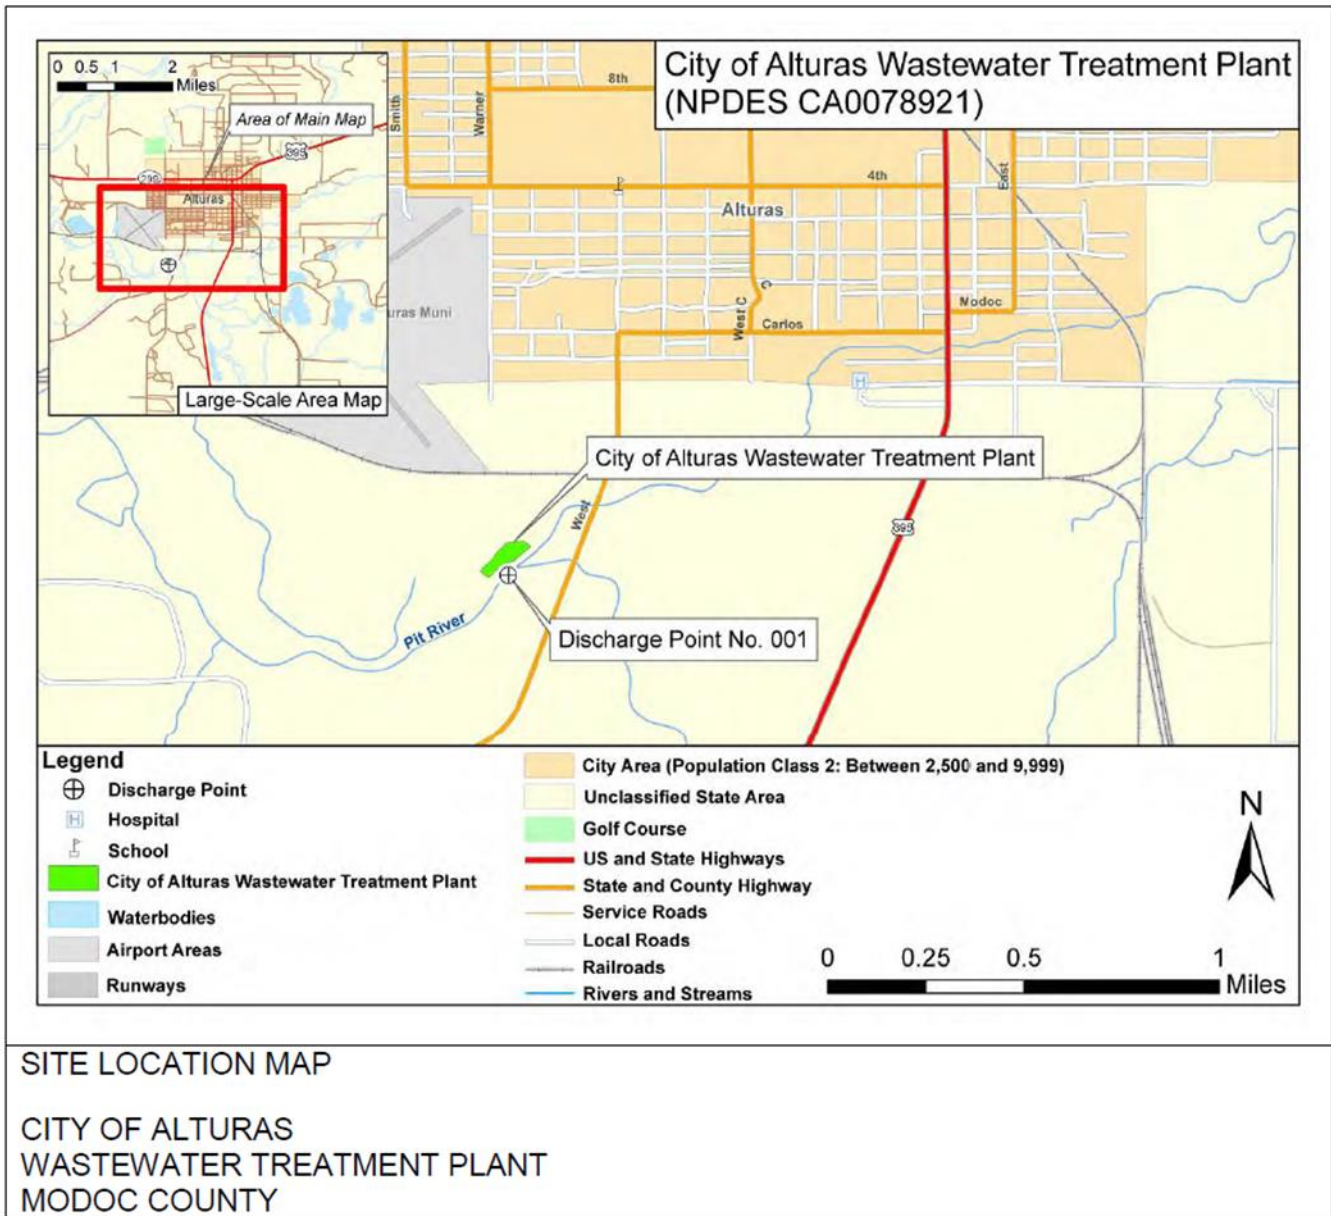 City of Alturas Wastewater Treatment Plant
(NPDES CA0078921)
0 0.5 1 2
Miles
Area of Main Map
395
299
Alturas
Large-Scale Area Map
Smith
Warner
8th
4th
East
Alturas
uras Muni
C
West C
Carlos
Modoc
H
City of Alturas Wastewater Treatment Plant
West
395
Pit River
Discharge Point No. 001
Legend
Discharge Point
H
Hospital
School
City of Alturas Wastewater Treatment Plant
Waterbodies
Airport Areas
Runways
City Area (Population Class 2: Between 2,500 and 9,999)
Unclassified State Area
Golf Course
US and State Highways
State and County Highway
Service Roads
Local Roads
Railroads
Rivers and Streams
N
0 0.25 0.5 1
Miles
SITE LOCATION MAP
CITY OF ALTURAS
WASTEWATER TREATMENT PLANT
MODOC COUNTY